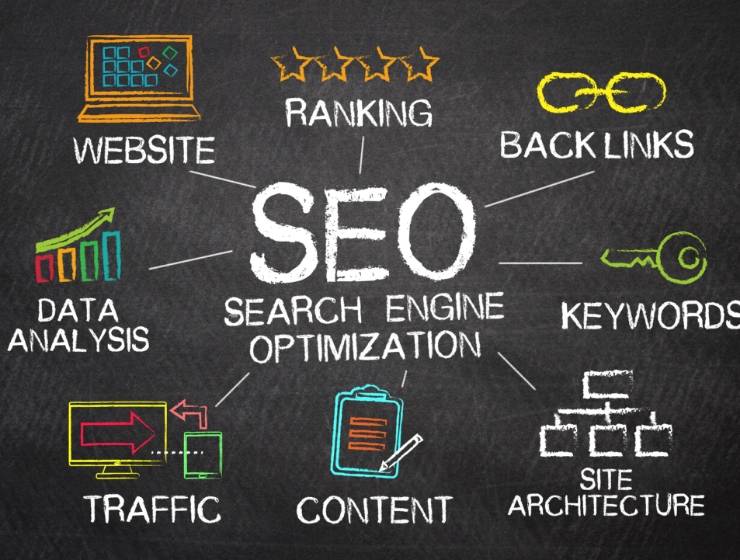 WEBSITE
RANKING
BACK LINKS
SEO
SEARCH ENGINE
OPTIMIZATION
DATA
ANALYSIS
KEYWORDS
TRAFFIC
CONTENT
SITE
ARCHITECTURE